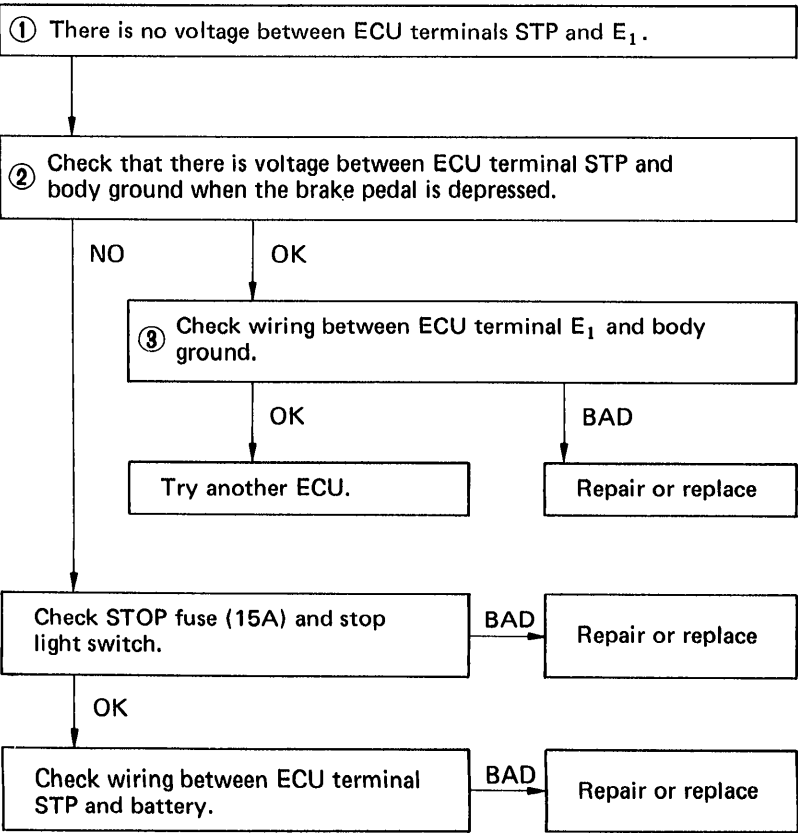 ① There is no voltage between ECU terminals STP and E₁.
② Check that there is voltage between ECU terminal STP and
body ground when the brake pedal is depressed.
NO
OK
③ Check wiring between ECU terminal E₁ and body
ground.
OK
BAD
Try another ECU.
Repair or replace
Check STOP fuse (15A) and stop
light switch.
BAD
Repair or replace
OK
Check wiring between ECU terminal
STP and battery.
BAD
Repair or replace